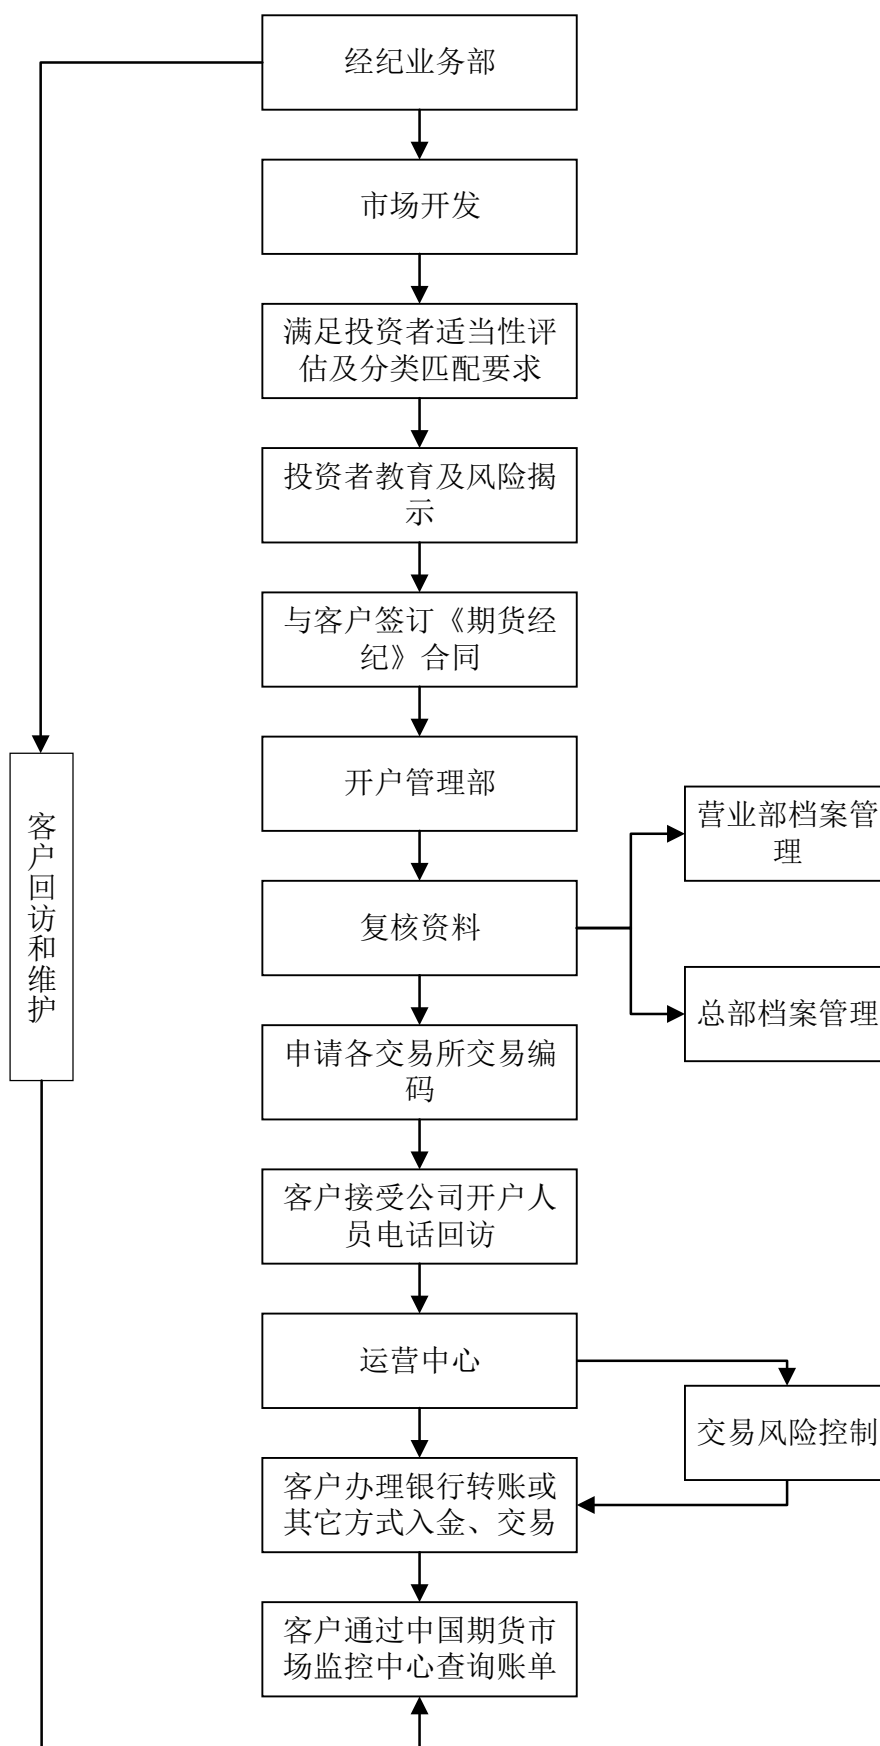 经纪业务部
市场开发
满足投资者适当性评
估及分类匹配要求
投资者教育及风险揭
示
与客户签订《期货经
纪》合同
开户管理部
客户回访和维护
营业部档案管
理
复核资料
总部档案管理
申请各交易所交易编
码
客户接受公司开户人
员电话回访
运营中心
交易风险控制
客户办理银行转账或
其它方式入金、交易
客户通过中国期货市
场监控中心查询账单